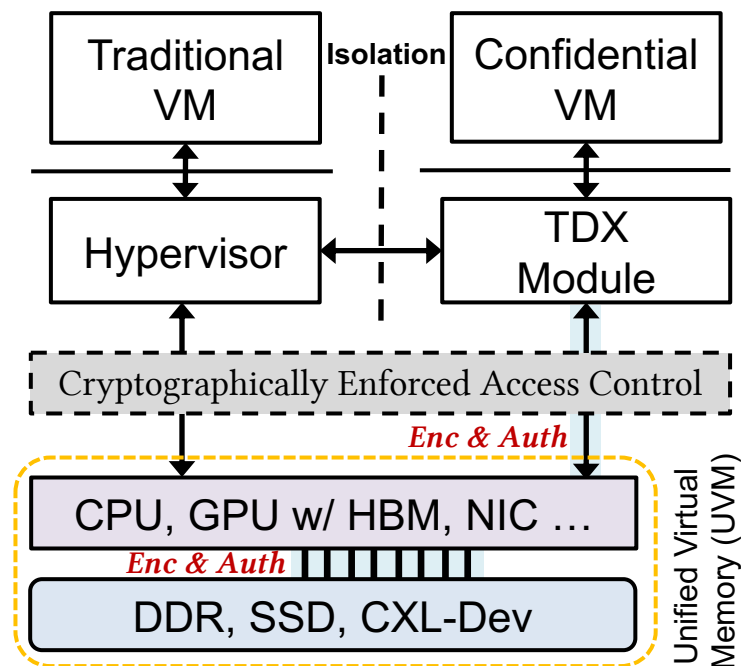 Traditional
VM
Isolation
Confidential
VM
Hypervisor
TDX
Module
Cryptographically Enforced Access Control
Enc & Auth
CPU, GPU w/ HBM, NIC …
Enc & Auth
DDR, SSD, CXL-Dev
Unified Virtual
Memory (UVM)